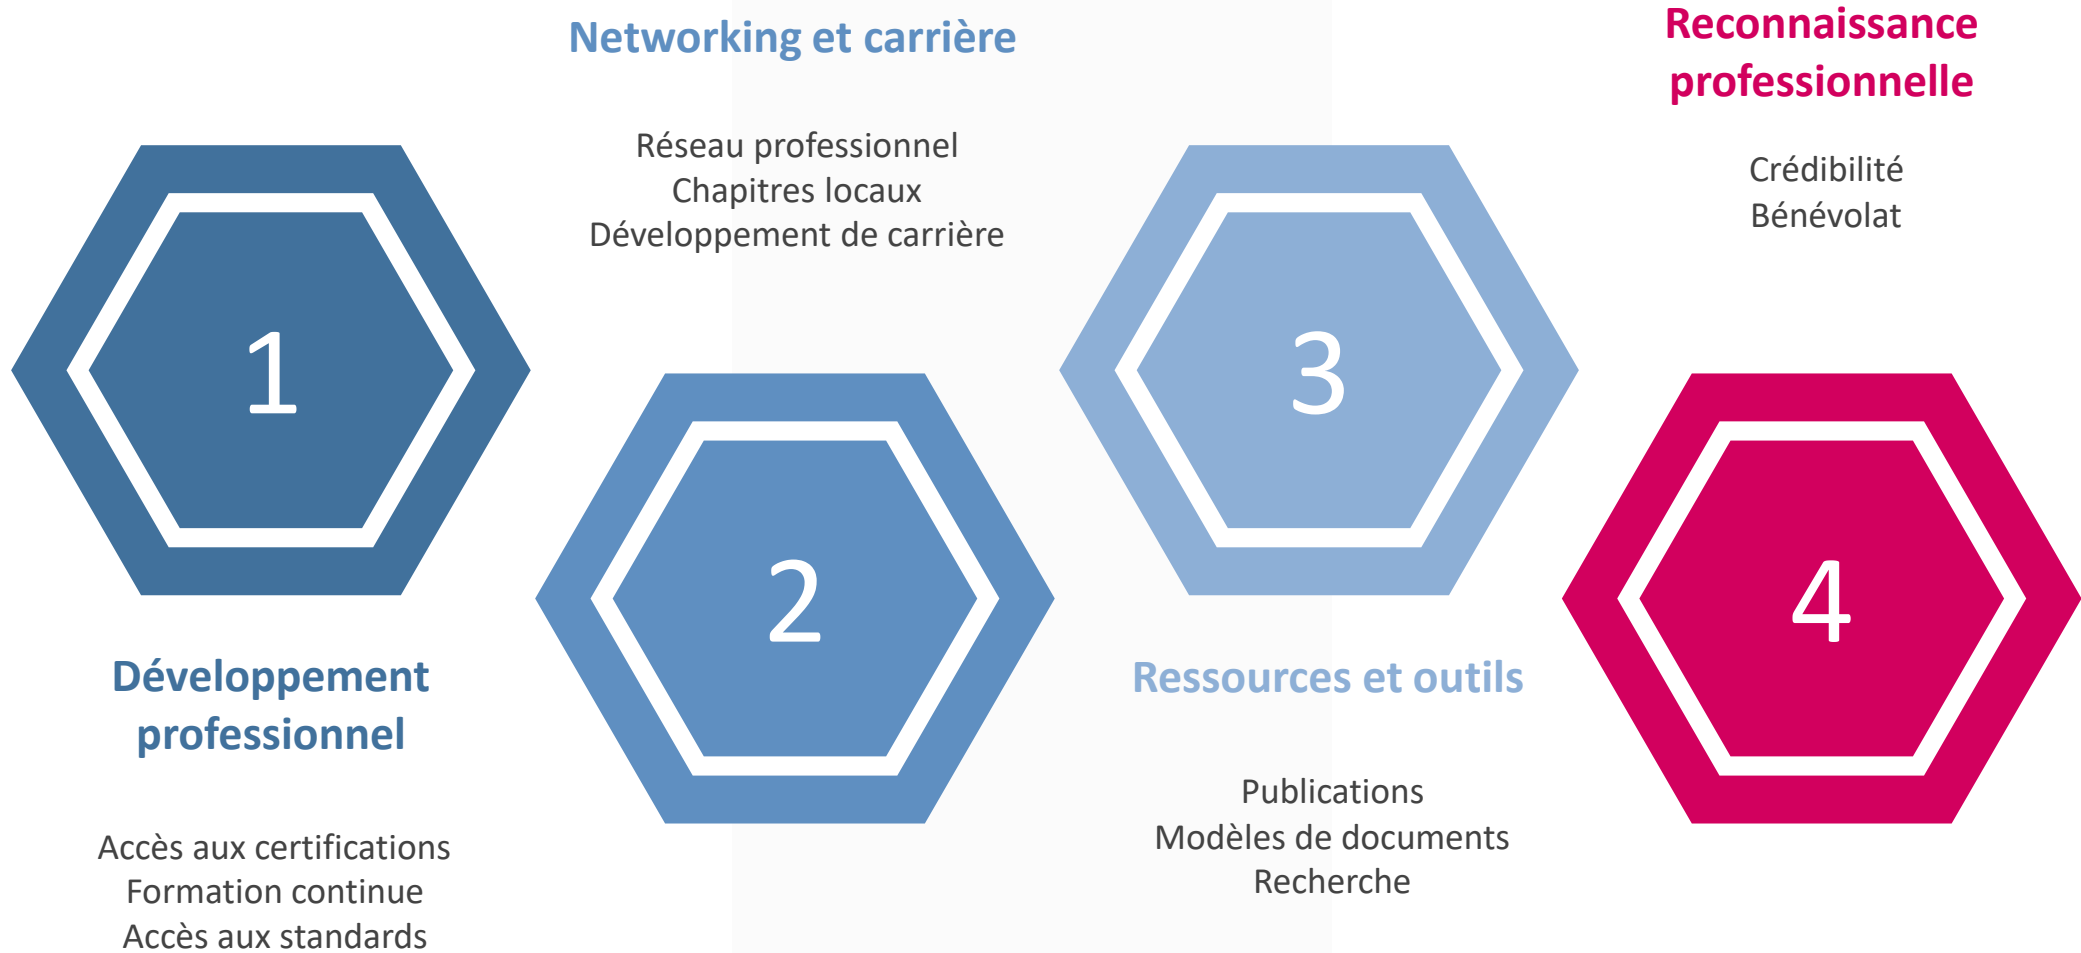 1
Développement
professionnel
Accès aux certifications
Formation continue
Accès aux standards
Networking et carrière
Réseau professionnel
Chapitres locaux
Développement de carrière
2
3
Ressources et outils
Publications
Modèles de documents
Recherche
Reconnaissance
professionnelle
Crédibilité
Bénévolat
4